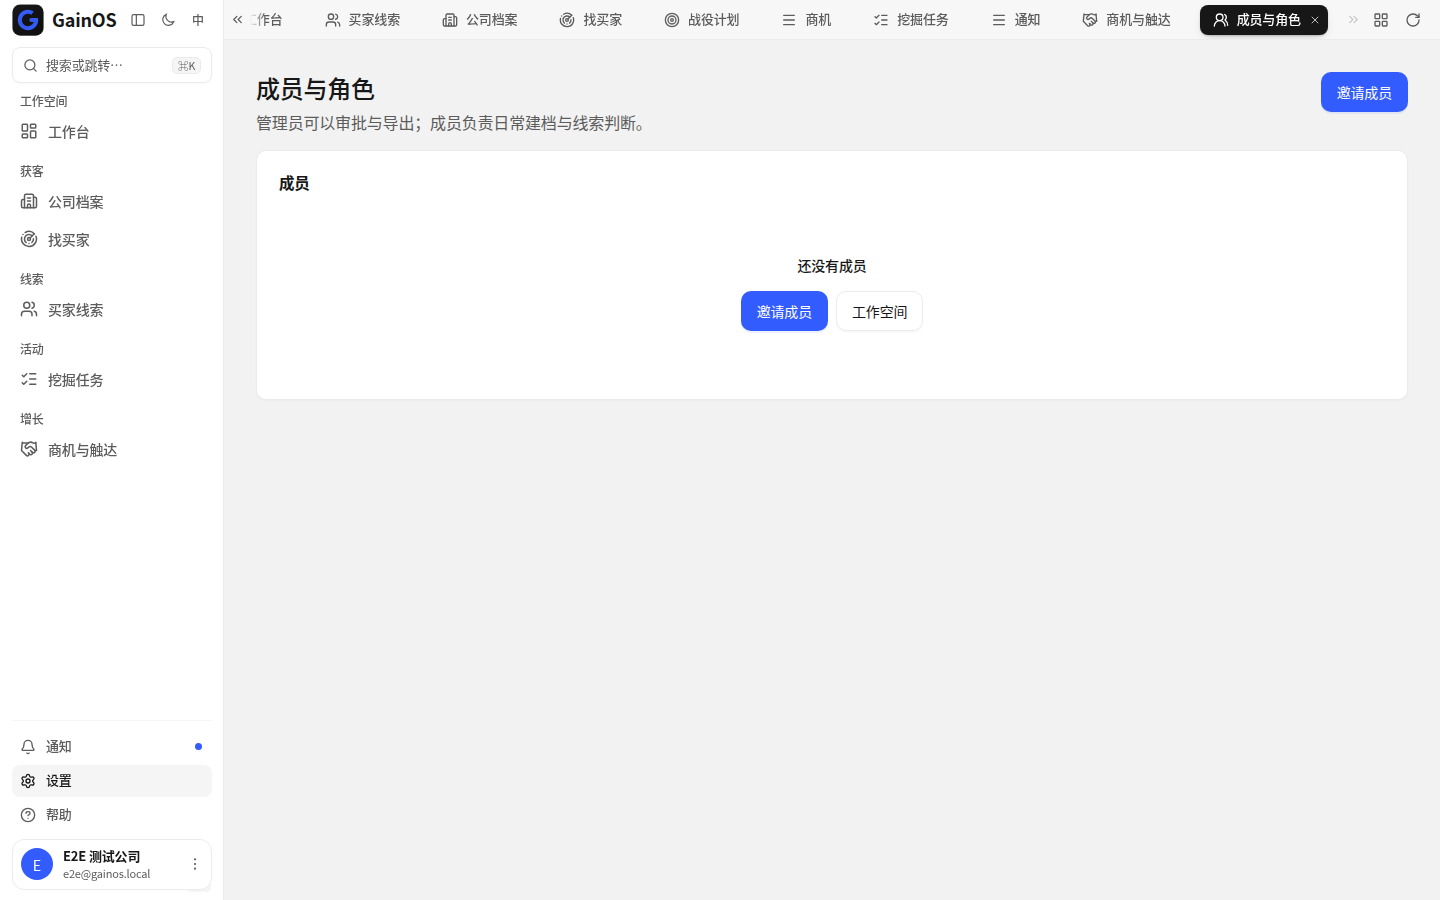 GainOS
中
搜索或跳转…
⌘K
工作空间
工作台
获客
公司档案
找买家
线索
买家线索
活动
挖掘任务
增长
商机与触达
通知
设置
帮助
E
E2E 测试公司
e2e@gainos.local
作台
买家线索
公司档案
找买家
战役计划
商机
挖掘任务
通知
商机与触达
成员与角色
成员与角色
管理员可以审批与导出；成员负责日常建档与线索判断。
邀请成员
成员
还没有成员
邀请成员
工作空间